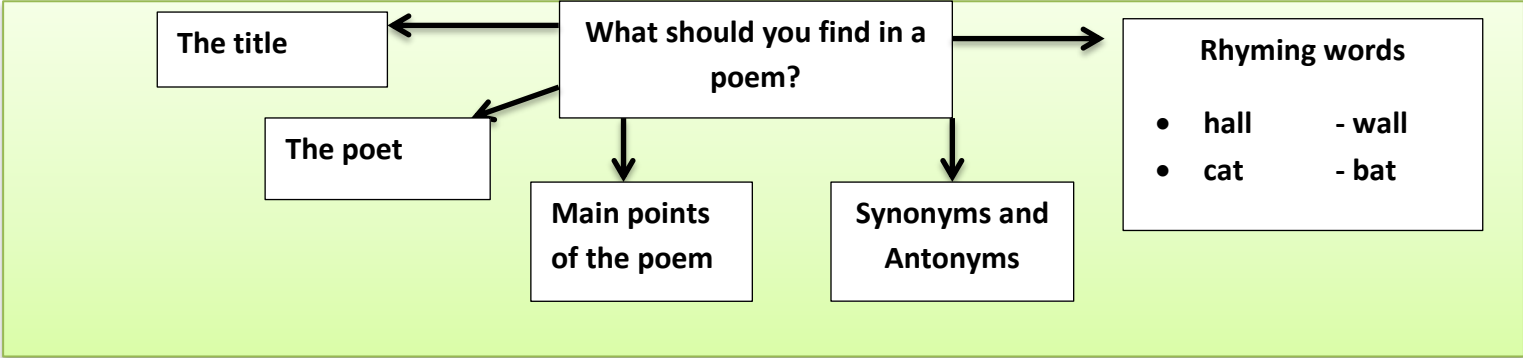 What should you find in a
poem?
The title
The poet
Main points
of the poem
Synonyms and
Antonyms
Rhyming words
• hall - wall
• cat - bat